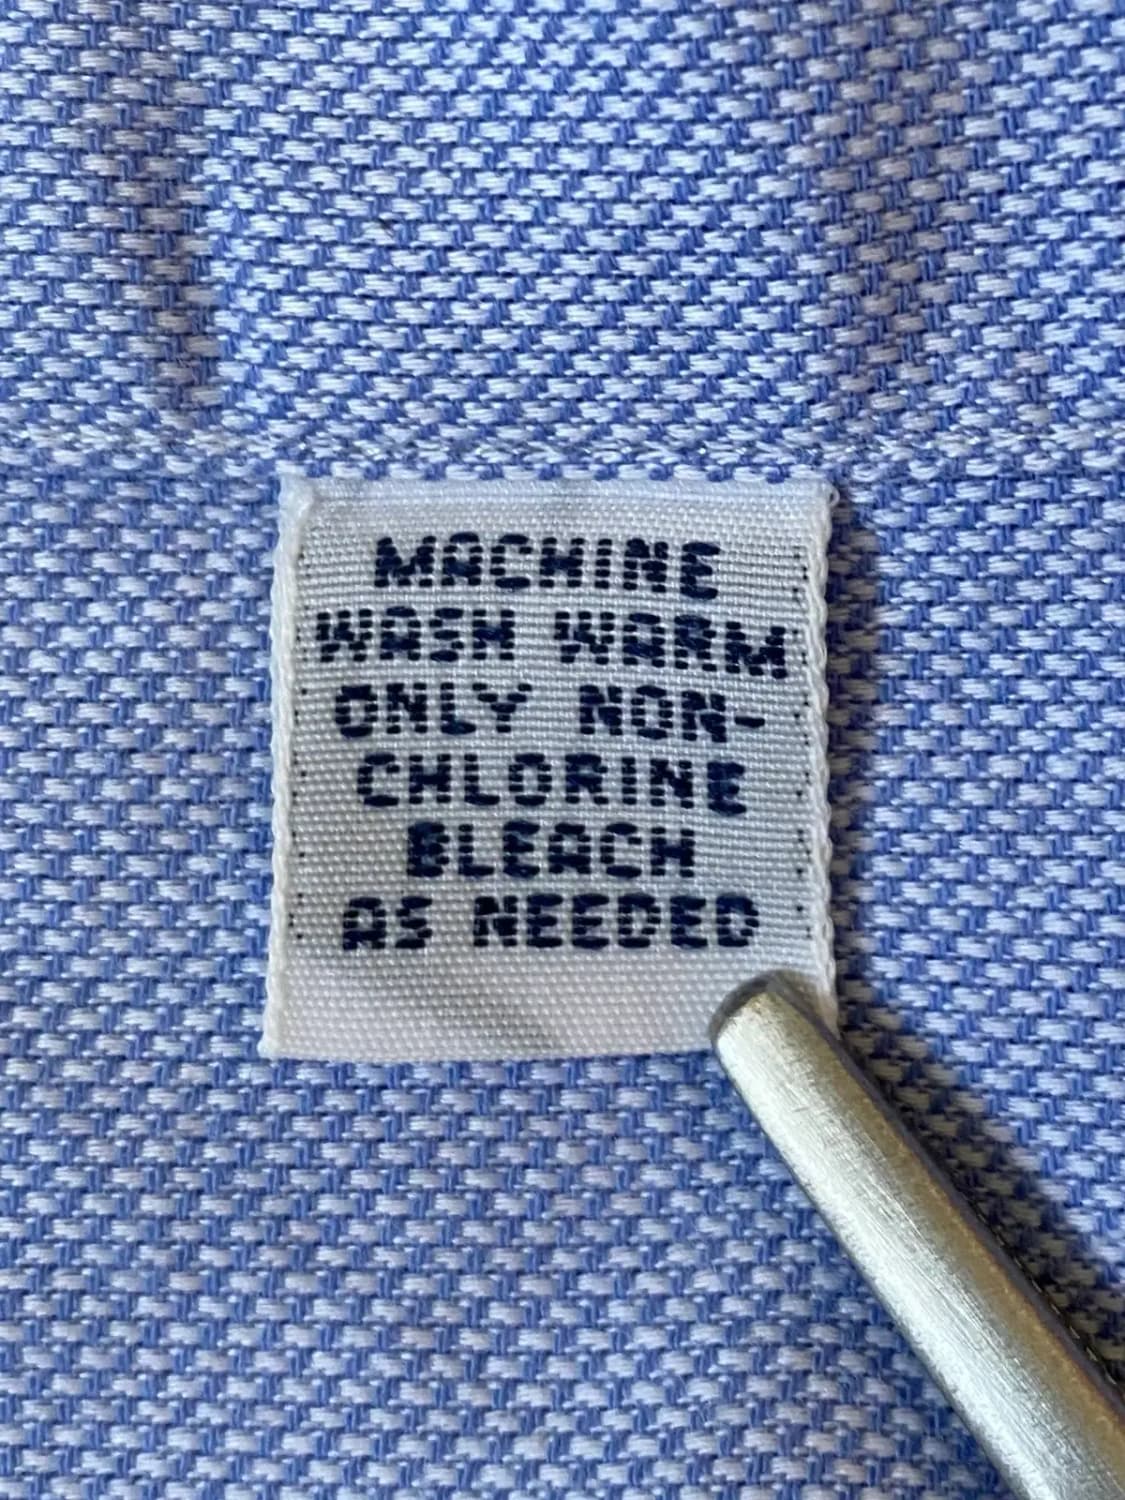 MACHINE
WASH WARM
ONLY NON-
CHLORINE
BLEACH
AS NEEDED